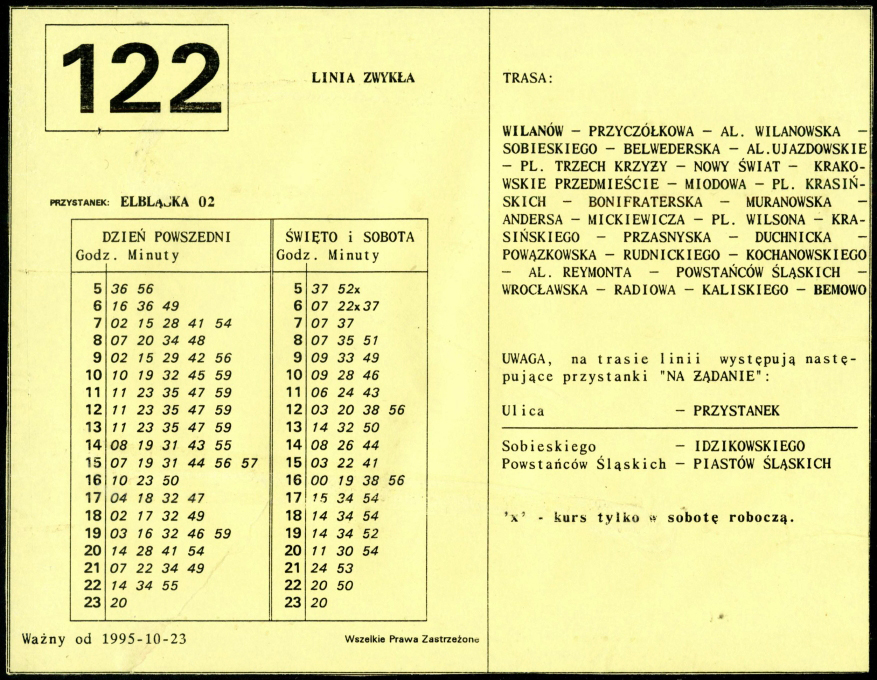 122
LINIA ZWYKŁA
PRZYSTANEK: ELBLĄSKA 02
DZIEŃ POWSZEDNI
Godz. Minuty
5 36 56
6 16 36 49
7 02 15 28 41 54
8 07 20 34 48
9 02 15 29 42 56
10 10 19 32 45 59
11 11 23 35 47 59
12 11 23 35 47 59
13 11 23 35 47 59
14 08 19 31 43 55
15 07 19 31 44 56 57
16 10 23 50
17 04 18 32 47
18 02 17 32 49
19 03 16 32 46 59
20 14 28 41 54
21 07 22 34 49
22 14 34 55
23 20
ŚWIĘTO i SOBOTA
Godz. Minuty
5 37 52x
6 07 22x37
7 07 37
8 07 35 51
9 09 33 49
10 09 28 46
11 06 24 43
12 03 20 38 56
13 14 32 50
14 08 26 44
15 03 22 41
16 00 19 38 56
17 15 34 54
18 14 34 54
19 14 34 52
20 11 30 54
21 24 53
22 20 50
23 20
Ważny od 1995-10-23
Wszelkie Prawa Zastrzeżone
TRASA:
WILANÓW – PRZYCZÓŁKOWA – AL. WILANOWSKA –
SOBIESKIEGO – BELWEDERSKA – AL.UJAZDOWSKIE
– PL. TRZECH KRZYŻY – NOWY ŚWIAT – KRAKO-
WSKIE PRZEDMIEŚCIE – MIODOWA – PL. KRASIŃ-
SKICH – BONIFRATERSKA – MURANOWSKA –
ANDERSA – MICKIEWICZA – PL. WILSONA – KRA-
SIŃSKIEGO – PRZASNYSKA – DUCHNICKA –
POWĄZKOWSKA – RUDNICKIEGO – KOCHANOWSKIEGO
– AL. REYMONTA – POWSTAŃCÓW ŚLĄSKICH –
WROCŁAWSKA – RADIOWA – KALISKIEGO – BEMOWO
UWAGA, na trasie linii występują nastę-
pujące przystanki "NA ŻĄDANIE":
Ulica – PRZYSTANEK
Sobieskiego – IDZIKOWSKIEGO
Powstańców Śląskich – PIASTÓW ŚLĄSKICH
'x' - kurs tylko w sobotę roboczą.